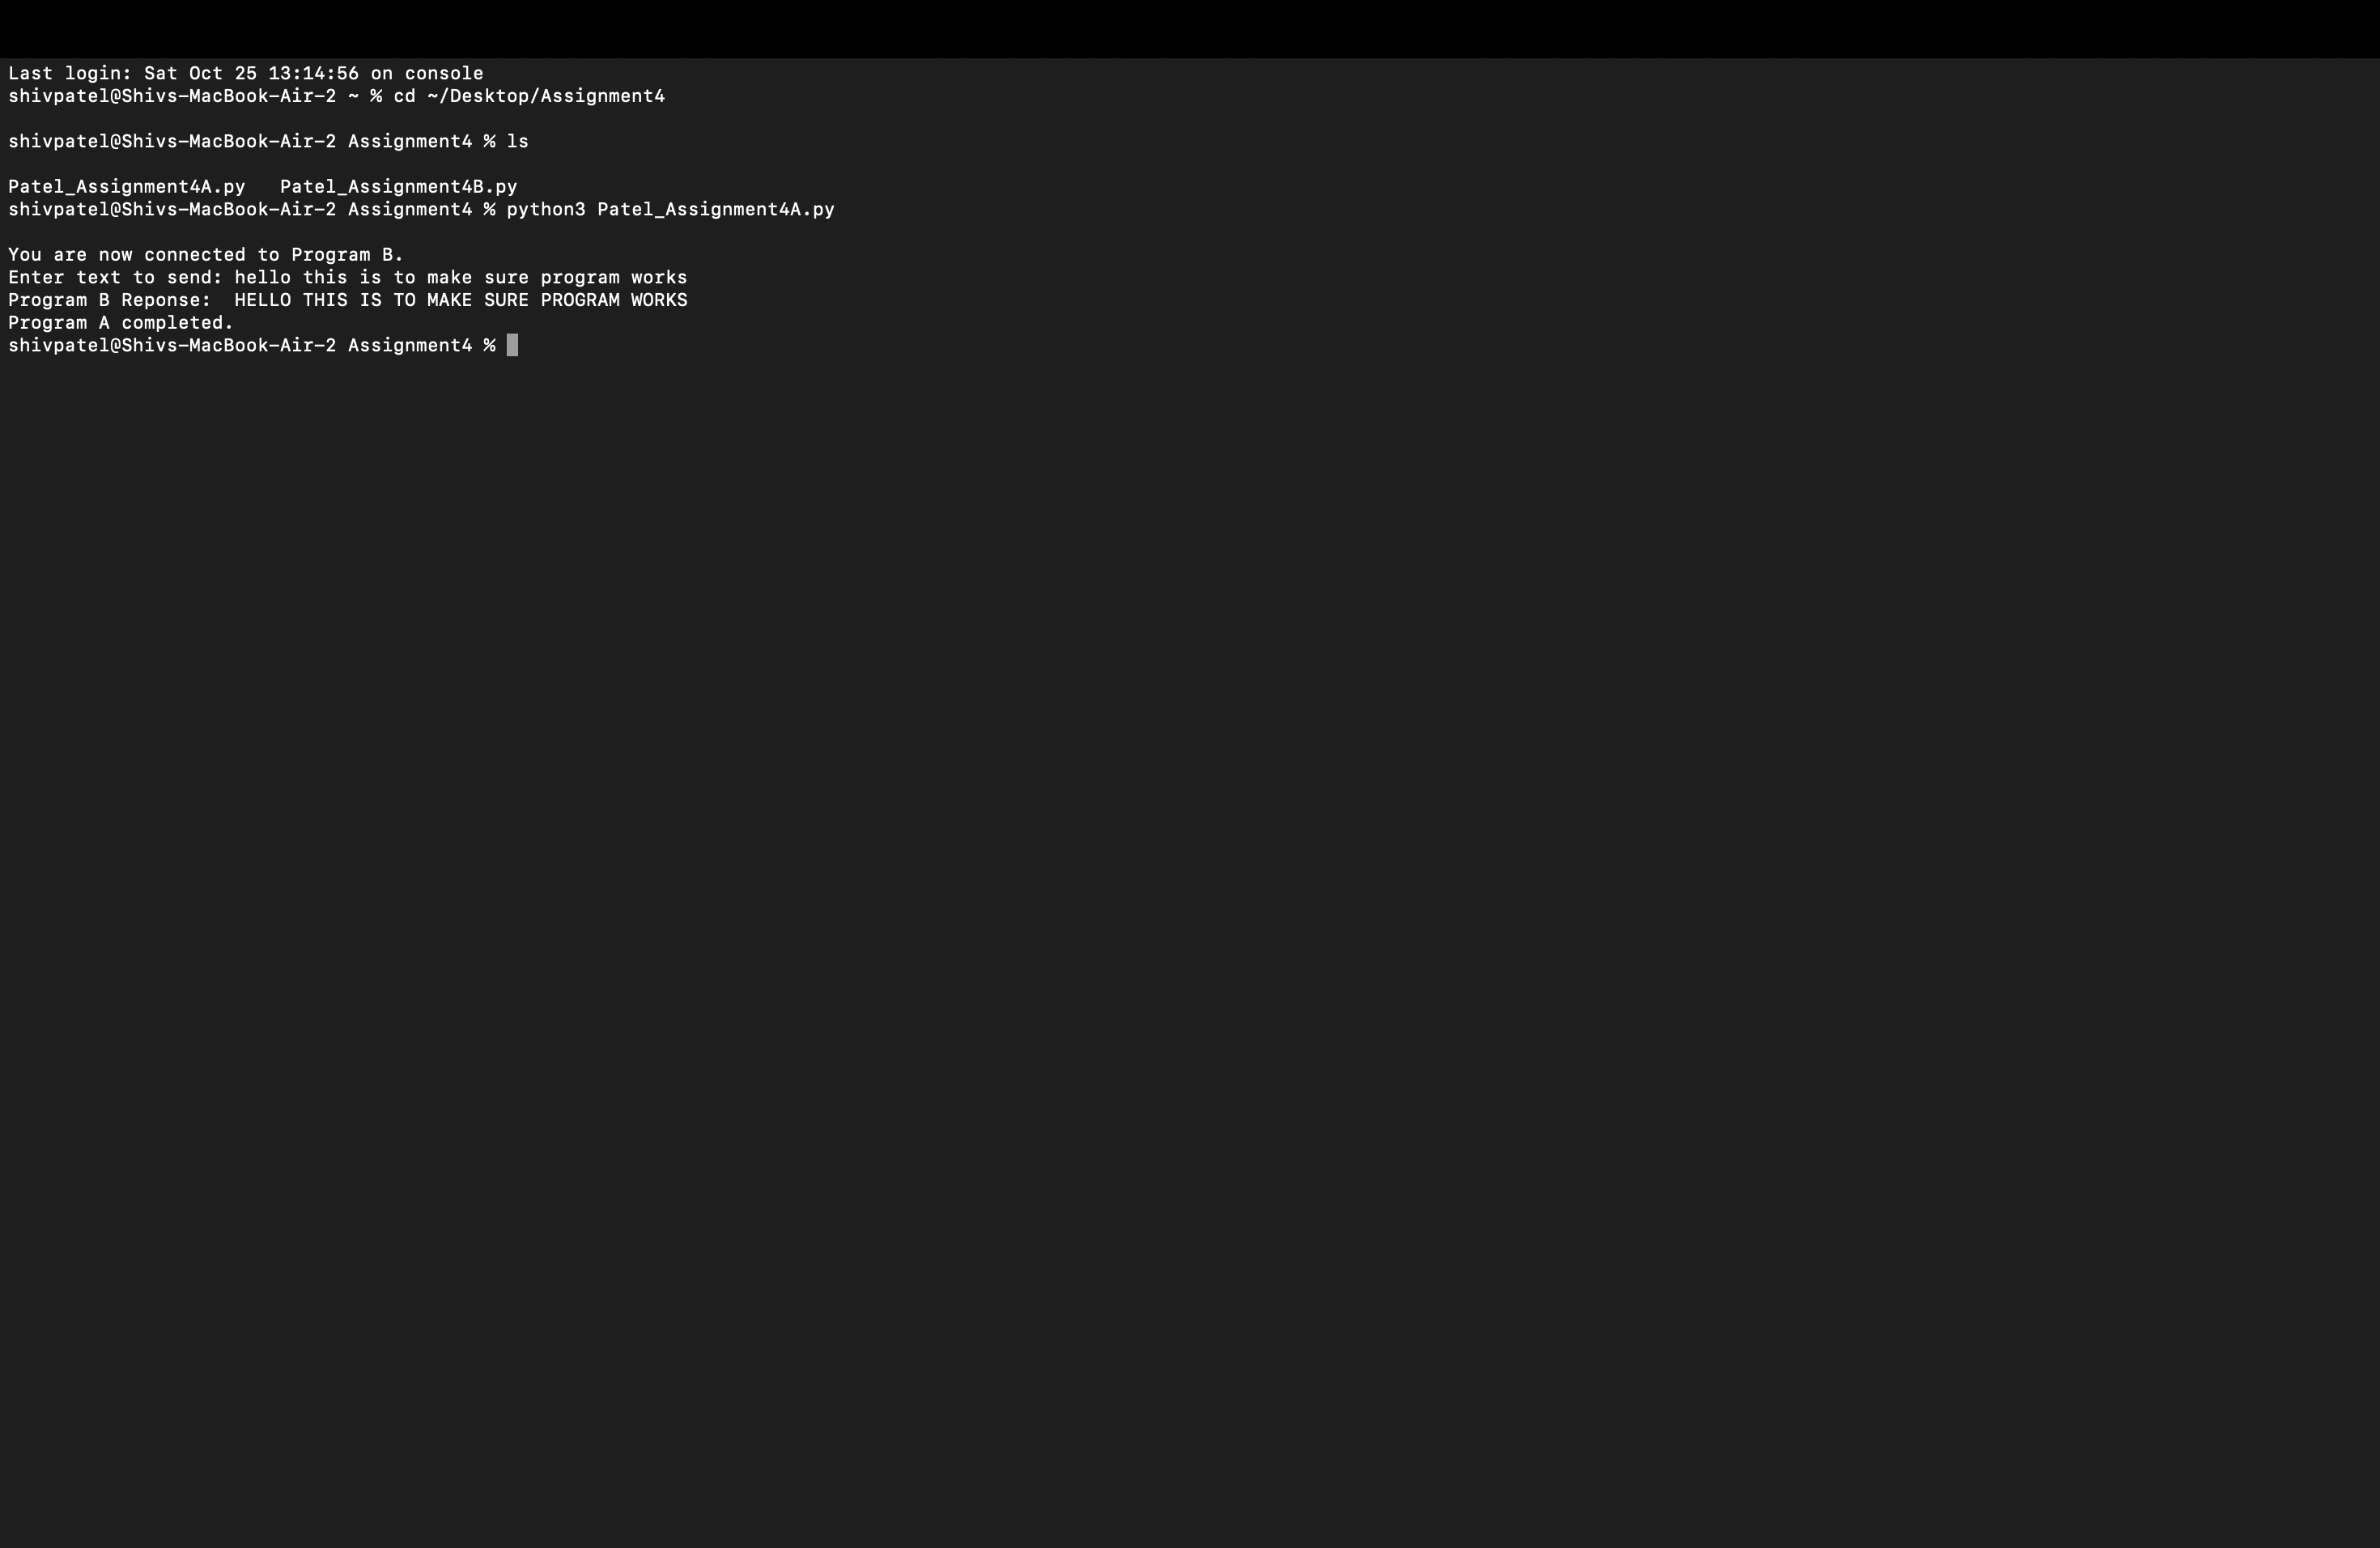 Last login: Sat Oct 25 13:14:56 on console
shivpatel@Shivs-MacBook-Air-2 ~ % cd ~/Desktop/Assignment4
shivpatel@Shivs-MacBook-Air-2 Assignment4 % ls
Patel_Assignment4A.py   Patel_Assignment4B.py
shivpatel@Shivs-MacBook-Air-2 Assignment4 % python3 Patel_Assignment4A.py
You are now connected to Program B.
Enter text to send: hello this is to make sure program works
Program B Reponse:  HELLO THIS IS TO MAKE SURE PROGRAM WORKS
Program A completed.
shivpatel@Shivs-MacBook-Air-2 Assignment4 %